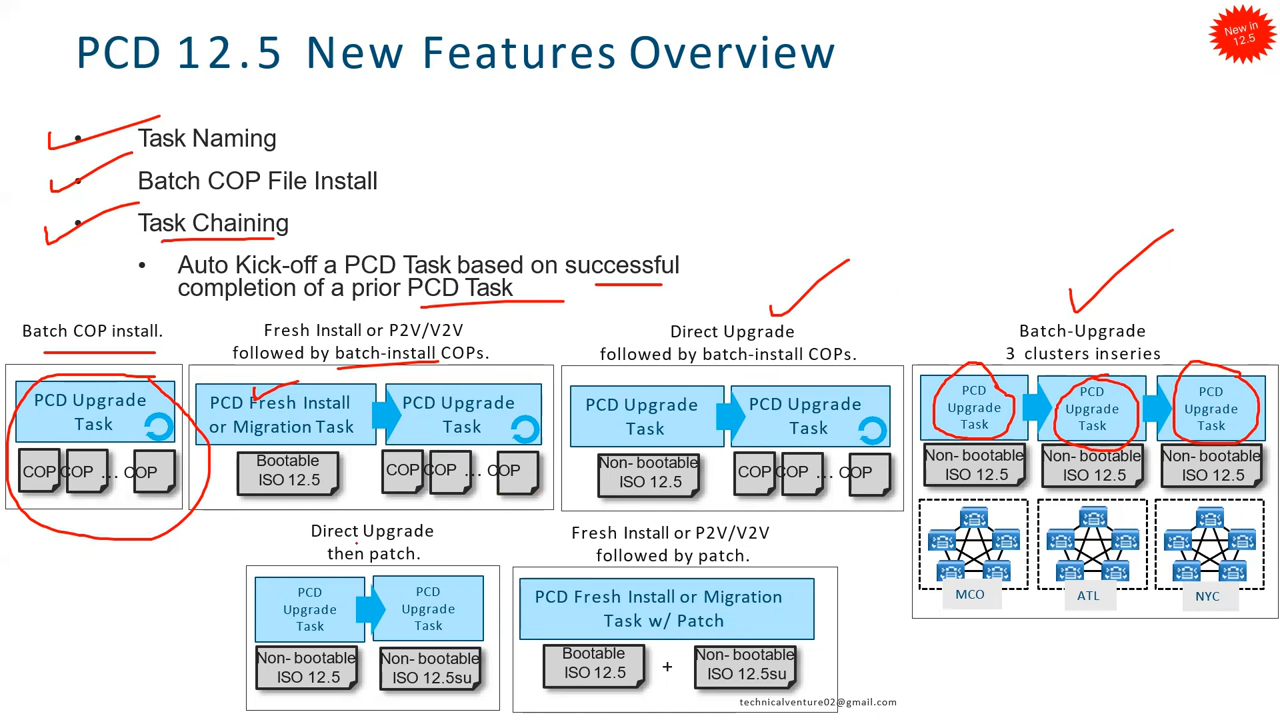 PCD 12.5 New Features Overview
New in
12.5
• Task Naming
• Batch COP File Install
• Task Chaining
• Auto Kick-off a PCD Task based on successful
completion of a prior PCD Task
Batch COP install.
PCD Upgrade
Task
COP COP ... COP
Fresh Install or P2V/V2V
followed by batch-install COPs.
PCD Fresh Install
or Migration Task
Bootable
ISO 12.5
PCD Upgrade
Task
COP COP ... COP
Direct Upgrade
followed by batch-install COPs.
PCD Upgrade
Task
Non- bootable
ISO 12.5
PCD Upgrade
Task
COP COP ... COP
Batch-Upgrade
3 clusters inseries
PCD
Upgrade
Task
Non- bootable
ISO 12.5
MCO
PCD
Upgrade
Task
Non- bootable
ISO 12.5
ATL
PCD
Upgrade
Task
Non- bootable
ISO 12.5
NYC
Direct Upgrade
then patch.
PCD
Upgrade
Task
Non- bootable
ISO 12.5
PCD
Upgrade
Task
Non- bootable
ISO 12.5su
Fresh Install or P2V/V2V
followed by patch.
PCD Fresh Install or Migration
Task w/ Patch
Bootable
ISO 12.5
+
Non- bootable
ISO 12.5su
technicalventure02@gmail.com